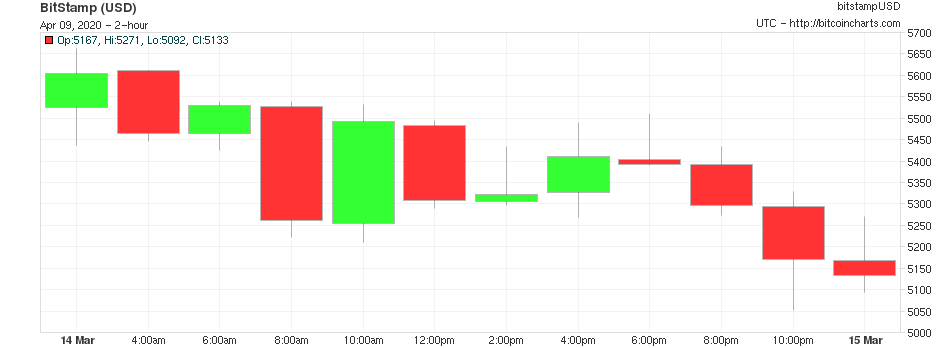 BitStamp (USD)
bitstampUSD
Apr 09, 2020 - 2-hour
UTC - http://bitcoincharts.com
Op:5167, Hi:5271, Lo:5092, Cl:5133
5700
5650
5600
5550
5500
5450
5400
5350
5300
5250
5200
5150
5100
5050
5000
14 Mar 4:00am 6:00am 8:00am 10:00am 12:00pm 2:00pm 4:00pm 6:00pm 8:00pm 10:00pm 15 Mar